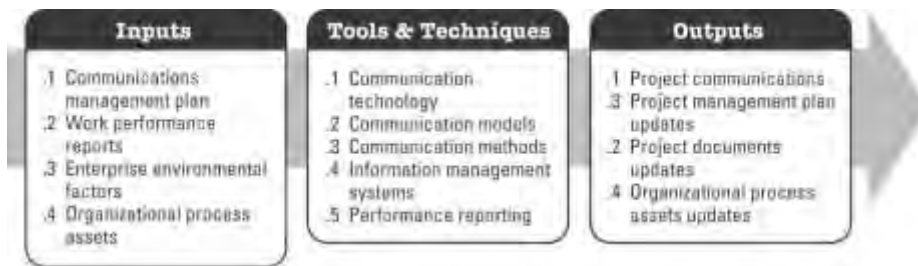 Inputs
.1 Communications
management plan
.2 Work performance
reports
.3 Enterprise environmental
factors
.4 Organizational process
assets
Tools & Techniques
.1 Communication
technology
.2 Communication models
.3 Communication methods
.4 Information management
systems
.5 Performance reporting
Outputs
.1 Project communications
.3 Project management plan
updates
.2 Project documents
updates
.4 Organizational process
assets updates